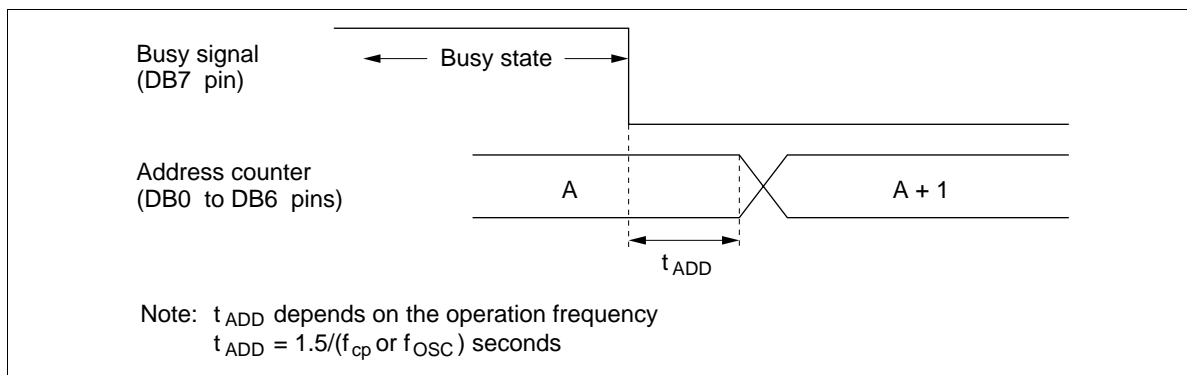 Busy signal
(DB7 pin)
Busy state
Address counter
(DB0 to DB6 pins)
A
A + 1
t ADD
Note: t ADD depends on the operation frequency
t ADD = 1.5/(f cp or f OSC) seconds